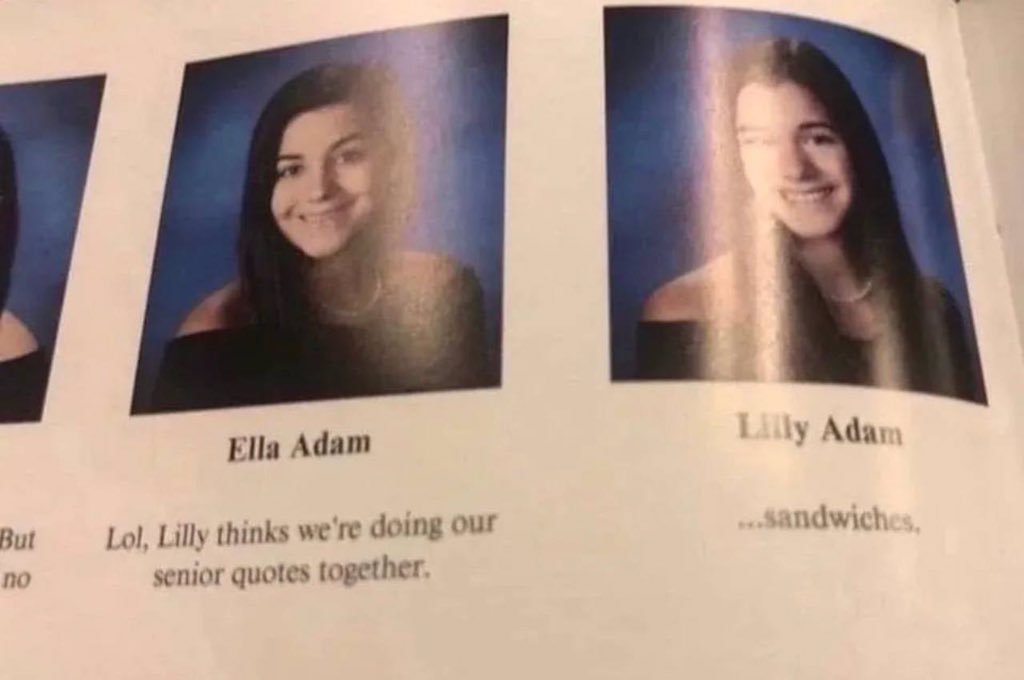 Ella Adam
Lilly Adam
But
no
Lol, Lilly thinks we're doing our
senior quotes together.
...sandwiches.